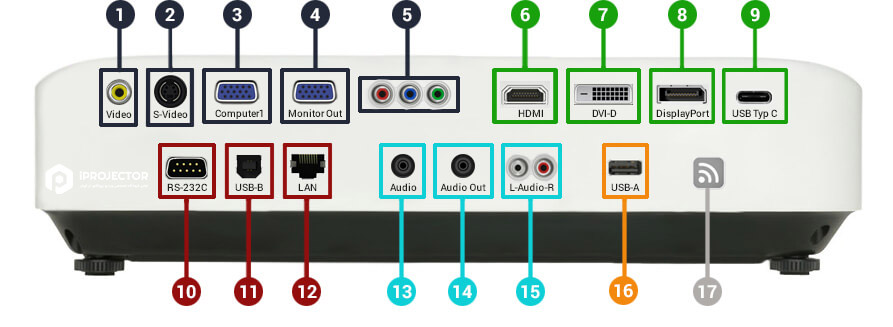 1 2 3 4 5 6 7 8 9
Video S-Video Computer1 Monitor Out HDMI DVI-D DisplayPort USB Typ C
IPROJECTOR RS-232C USB-B LAN Audio Audio Out L-Audio-R USB-A
10 11 12 13 14 15 16 17